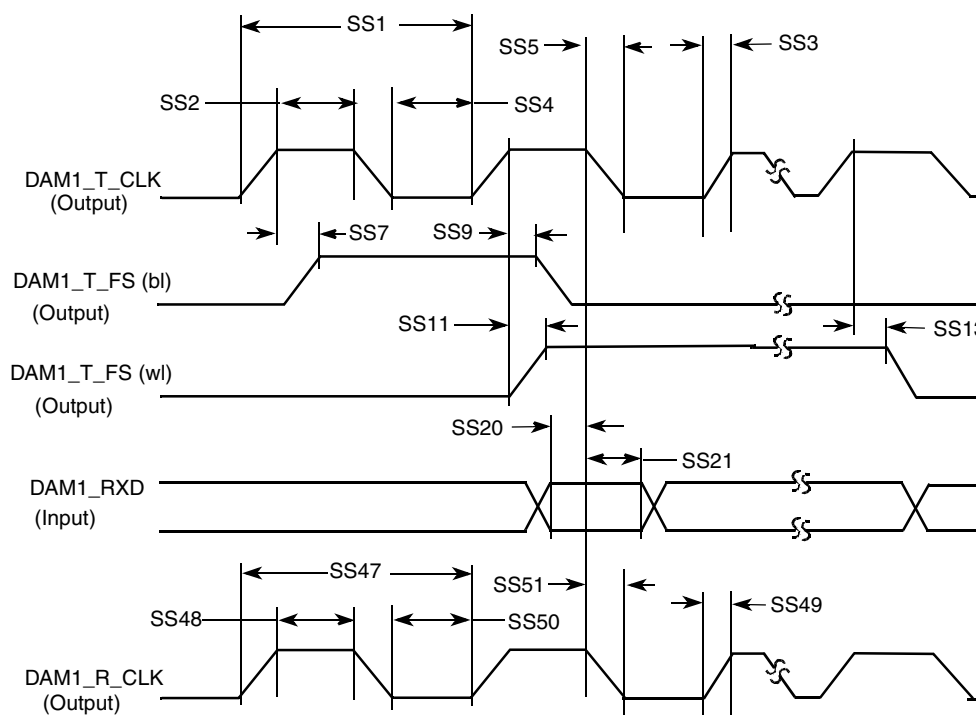 SS1
SS5
SS3
SS2
SS4
DAM1_T_CLK
(Output)
SS7
SS9
DAM1_T_FS (bl)
(Output)
SS11
SS13
DAM1_T_FS (wl)
(Output)
SS20
SS21
DAM1_RXD
(Input)
SS47
SS51
SS49
SS48
SS50
DAM1_R_CLK
(Output)